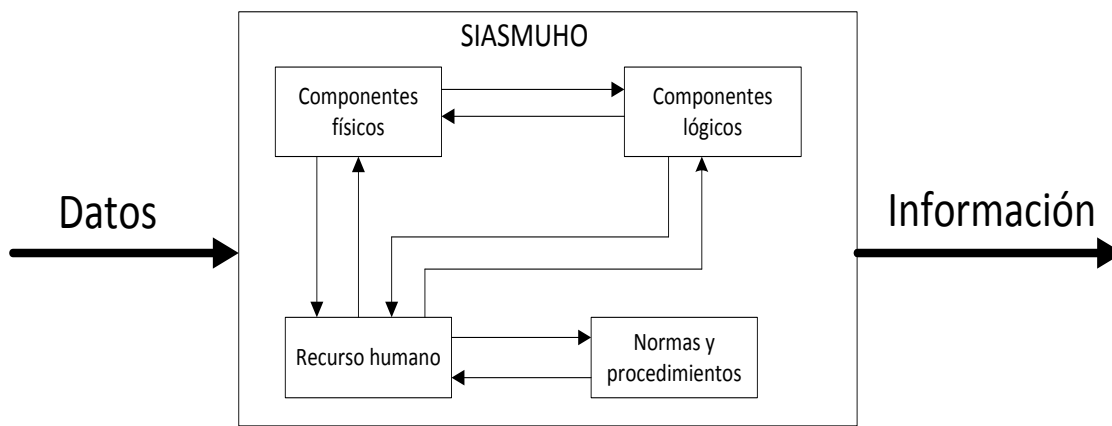 SIASMUHO
Componentes
físicos
Componentes
lógicos
Datos
Información
Recurso humano
Normas y
procedimientos